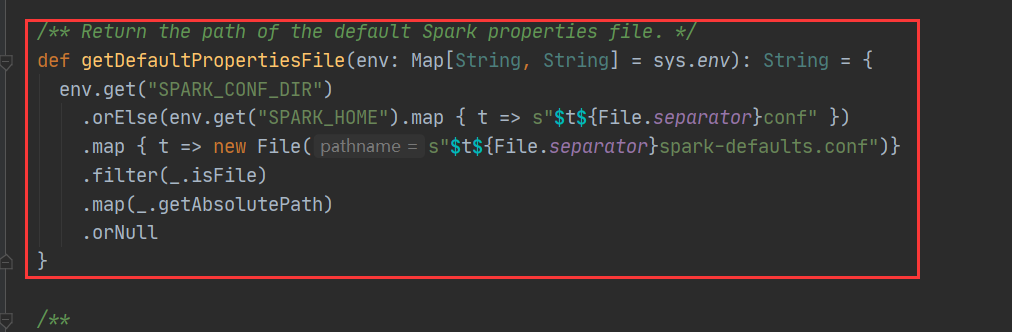 /** Return the path of the default Spark properties file. */
def getDefaultPropertiesFile(env: Map[String, String] = sys.env): String = {
  env.get("SPARK_CONF_DIR")
    .orElse(env.get("SPARK_HOME").map { t => s"$t${File.separator}conf" })
    .map { t => new File( pathname = s"$t${File.separator}spark-defaults.conf")}
    .filter(_.isFile)
    .map(_.getAbsolutePath)
    .orNull
}
/**